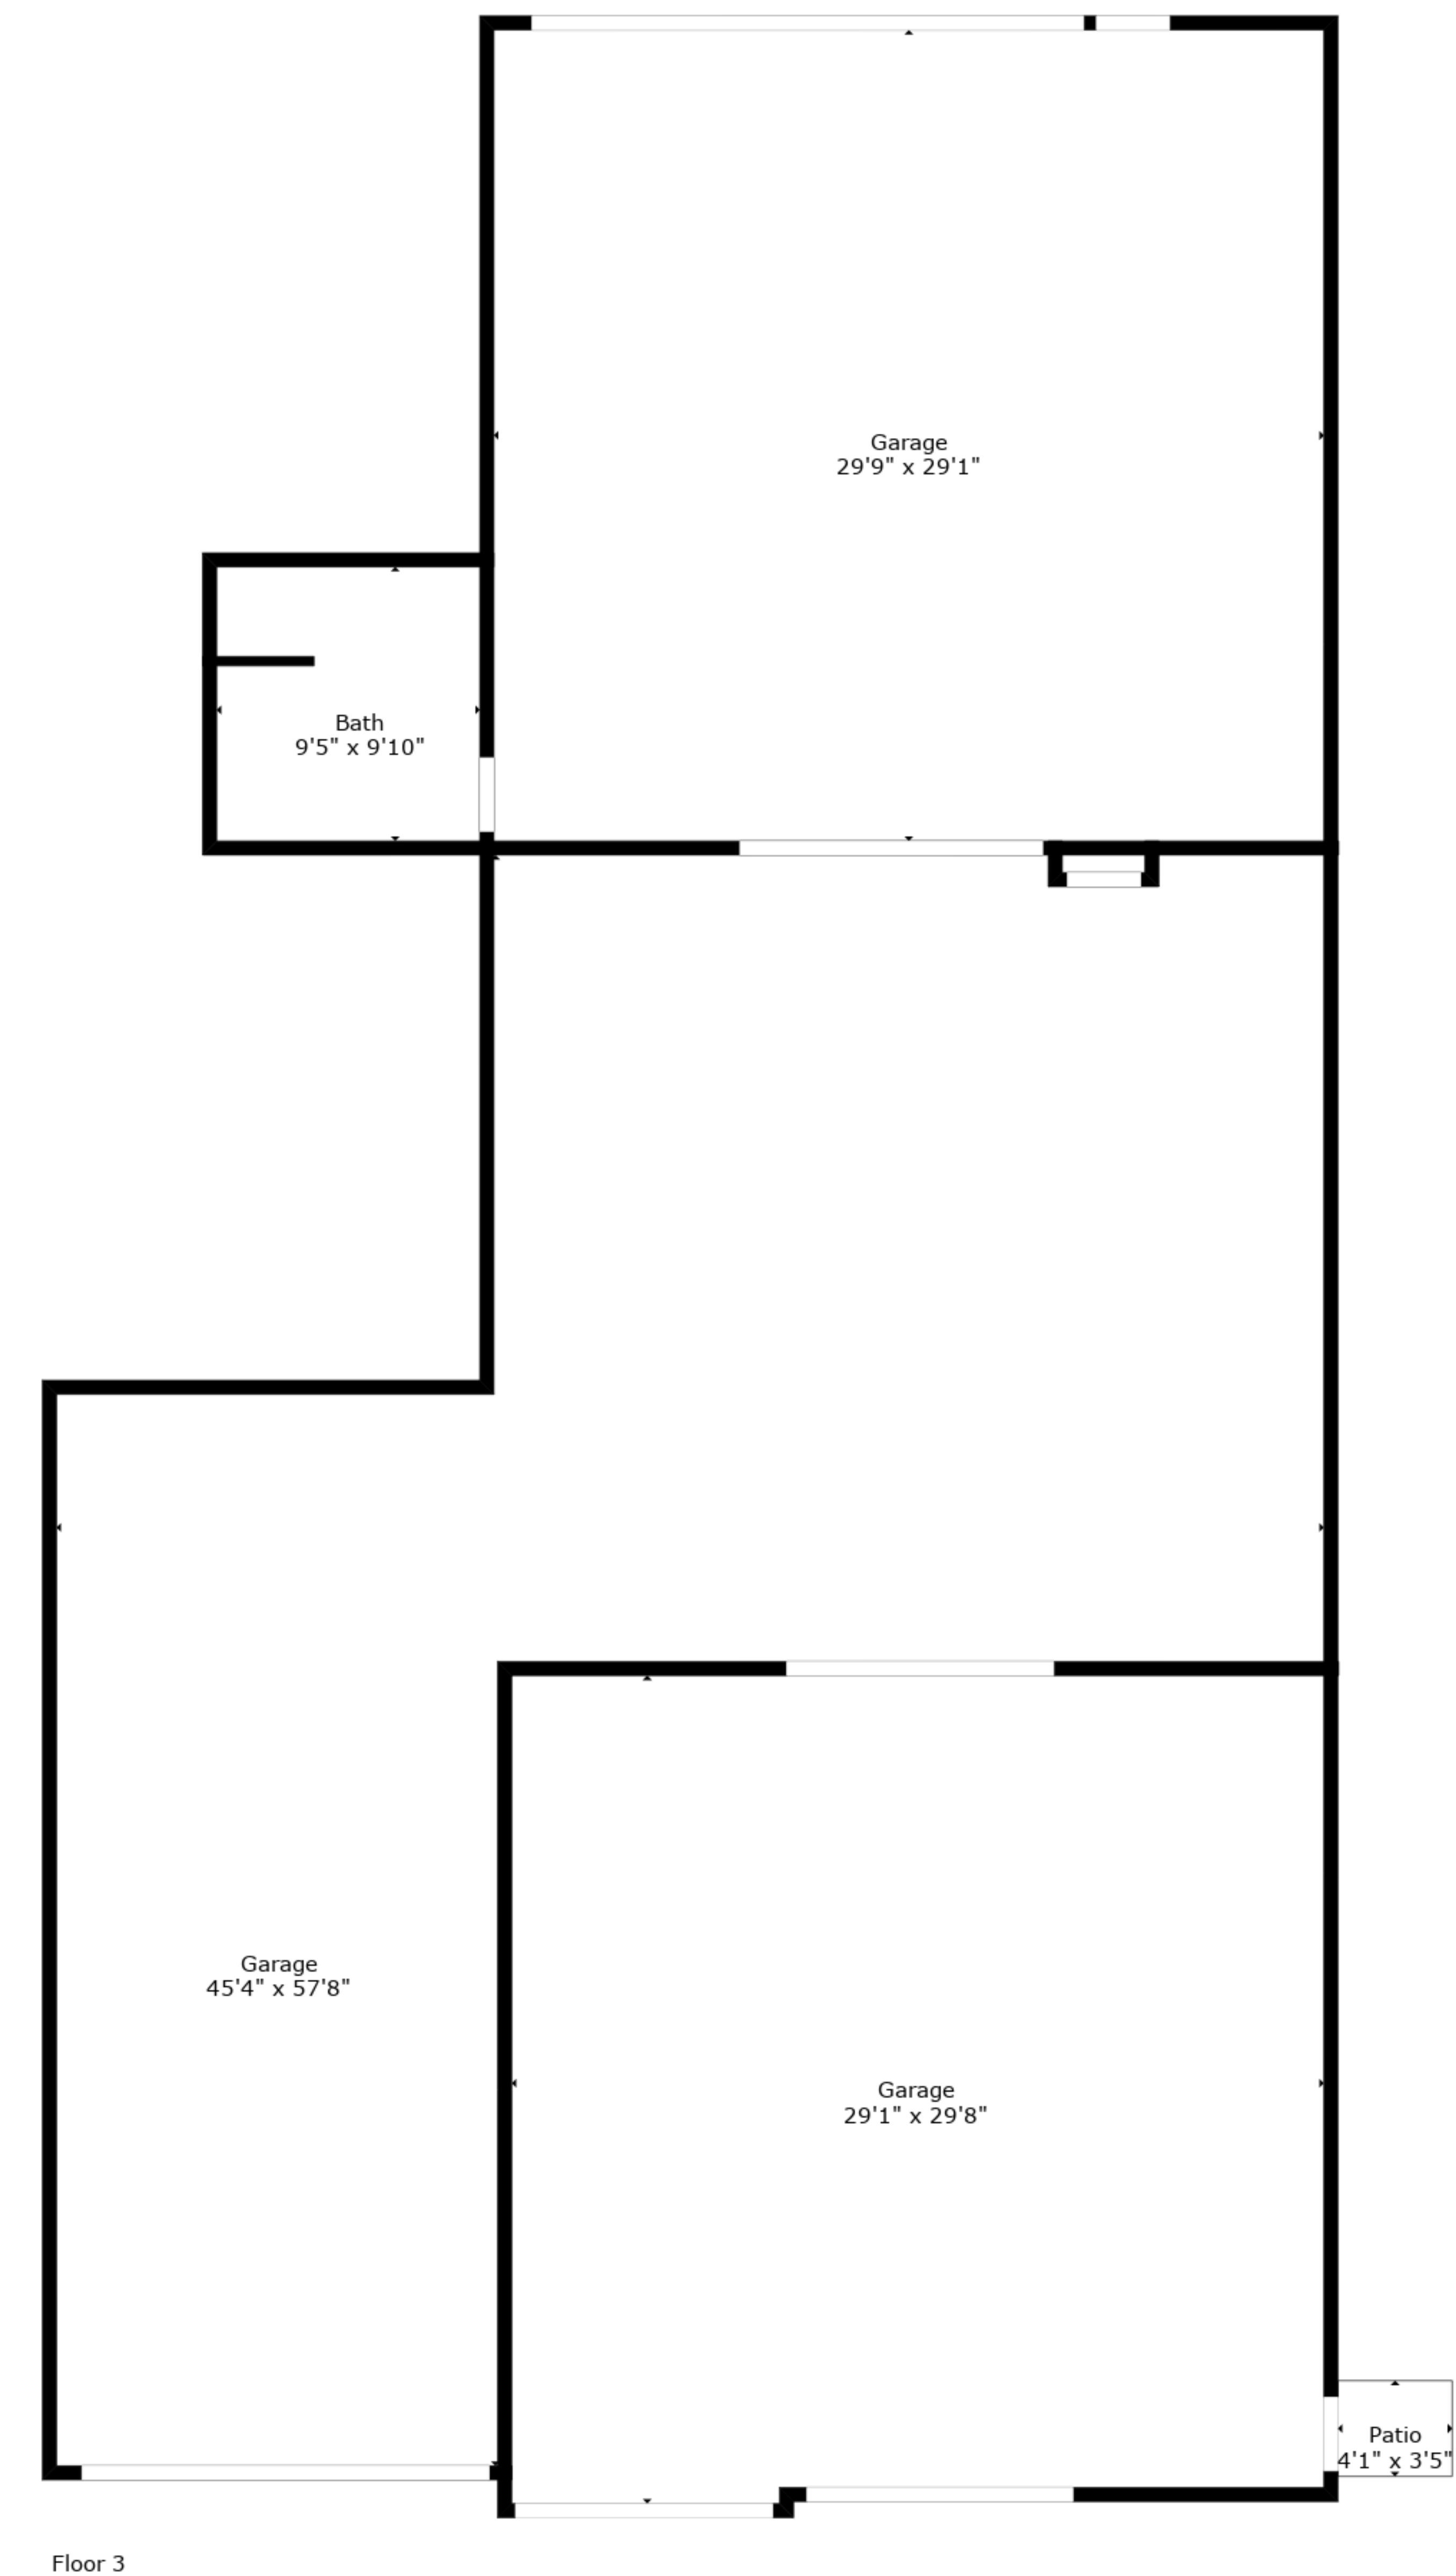 Garage
29'9" x 29'1"
Bath
9'5" x 9'10"
Garage
45'4" x 57'8"
Garage
29'1" x 29'8"
Patio
4'1" x 3'5"
Floor 3